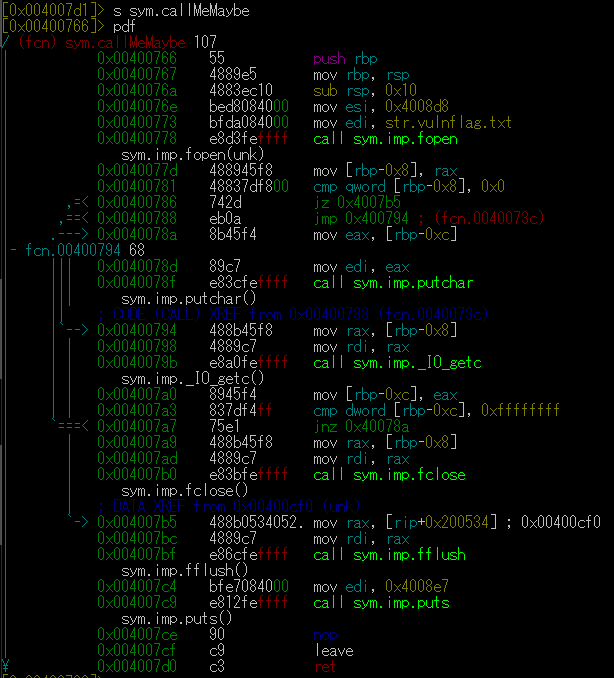 [0x004007d1]> s sym.callMeMaybe
[0x00400766]> pdf
/ (fcn) sym.callMeMaybe 107
0x00400766 55 push rbp
0x00400767 4889e5 mov rbp, rsp
0x0040076a 4883ec10 sub rsp, 0x10
0x0040076e bed8084000 mov esi, 0x4008d8
0x00400773 bfda084000 mov edi, str.vulnflag.txt
0x00400778 e8d3feffff call sym.imp.fopen
sym.imp.fopen(unk)
0x0040077d 488945f8 mov [rbp-0x8], rax
0x00400781 48837df800 cmp qword [rbp-0x8], 0x0
,=< 0x00400786 742d jz 0x4007b5
,==< 0x00400788 eb0a jmp 0x400794 ; (fcn.0040073c)
.---> 0x0040078a 8b45f4 mov eax, [rbp-0xc]
- fcn.00400794 68
0x0040078d 89c7 mov edi, eax
0x0040078f e83cfeffff call sym.imp.putchar
sym.imp.putchar()
; CODE (CALL) XREF from 0x00400788 (fcn.0040073c)
`--> 0x00400794 488b45f8 mov rax, [rbp-0x8]
0x00400798 4889c7 mov rdi, rax
0x0040079b e8a0feffff call sym.imp._IO_getc
sym.imp._IO_getc()
0x004007a0 8945f4 mov [rbp-0xc], eax
0x004007a3 837df4ff cmp dword [rbp-0xc], 0xffffffff
`===< 0x004007a7 75e1 jnz 0x40078a
0x004007a9 488b45f8 mov rax, [rbp-0x8]
0x004007ad 4889c7 mov rdi, rax
0x004007b0 e83bfeffff call sym.imp.fclose
sym.imp.fclose()
; DATA XREF from 0x00400cf0 (unk)
`-> 0x004007b5 488b0534052. mov rax, [rip+0x200534] ; 0x00400cf0
0x004007bc 4889c7 mov rdi, rax
0x004007bf e86cfeffff call sym.imp.fflush
sym.imp.fflush()
0x004007c4 bfe7084000 mov edi, 0x4008e7
0x004007c9 e812feffff call sym.imp.puts
sym.imp.puts()
0x004007ce 90 nop
0x004007cf c9 leave
¥ 0x004007d0 c3 ret